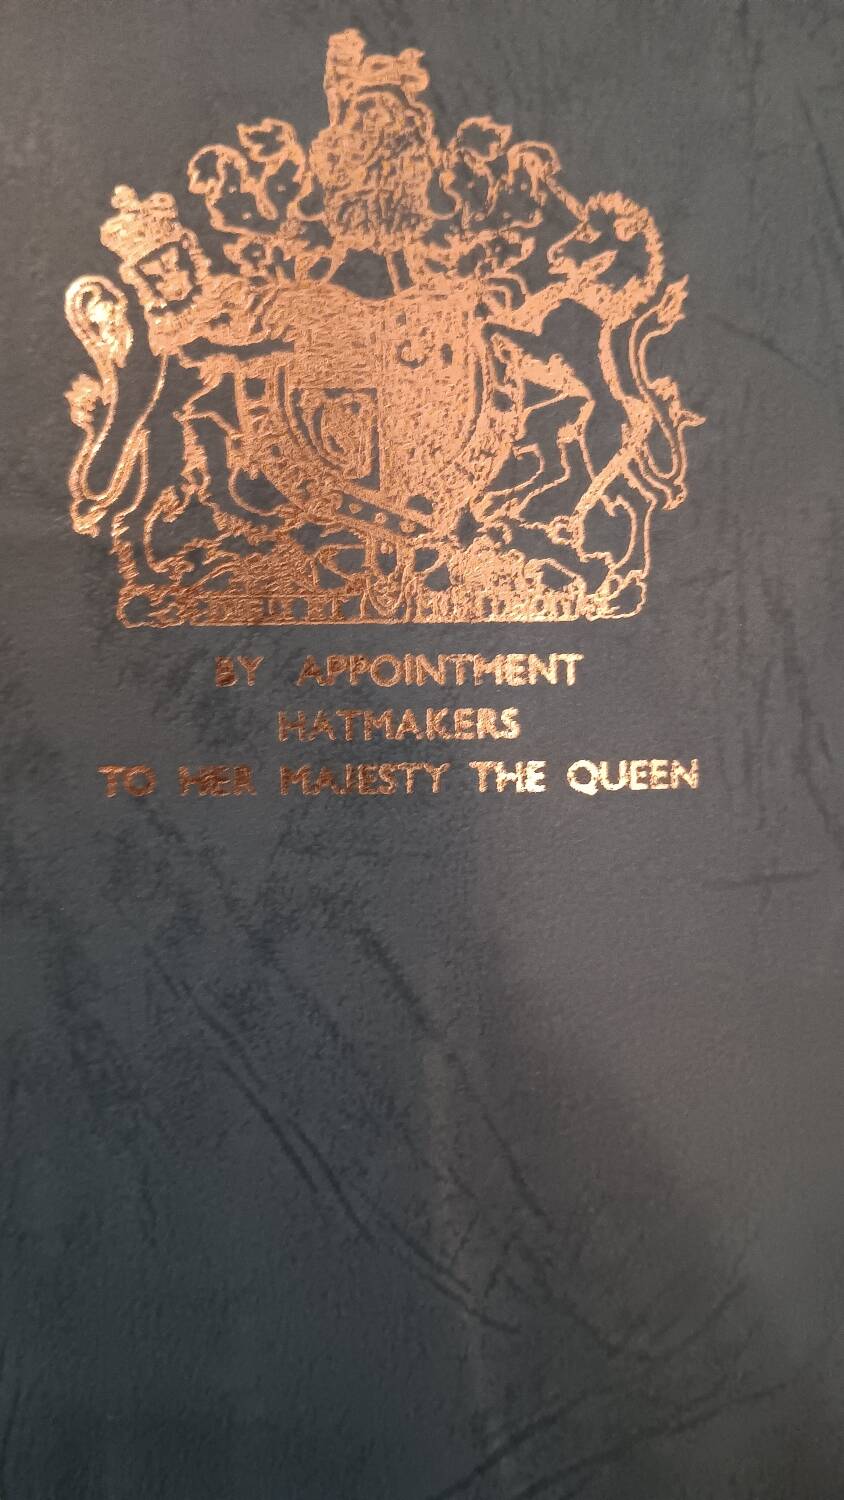 BY APPOINTMENT
HATMAKERS
TO HER MAJESTY THE QUEEN